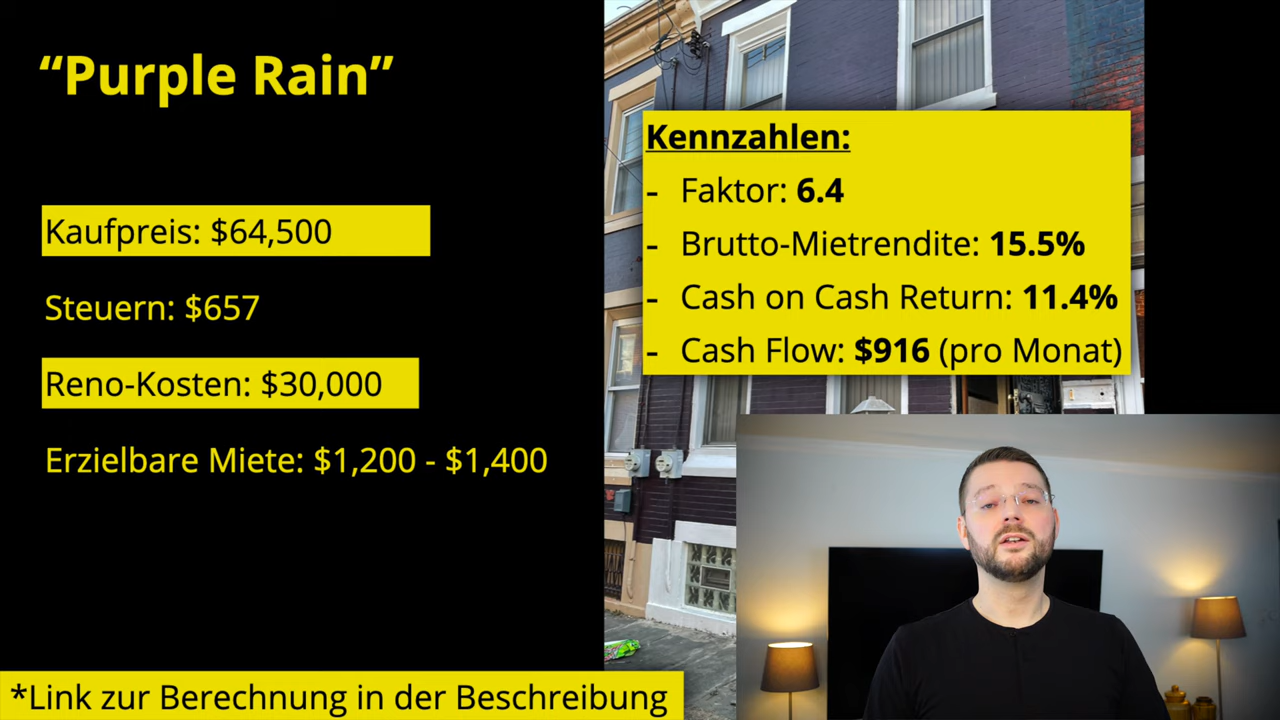 “Purple Rain”
Kaufpreis: $64,500
Steuern: $657
Reno-Kosten: $30,000
Erzielbare Miete: $1,200 - $1,400
Kennzahlen:
- Faktor: 6.4
- Brutto-Mietrendite: 15.5%
- Cash on Cash Return: 11.4%
- Cash Flow: $916 (pro Monat)
*Link zur Berechnung in der Beschreibung